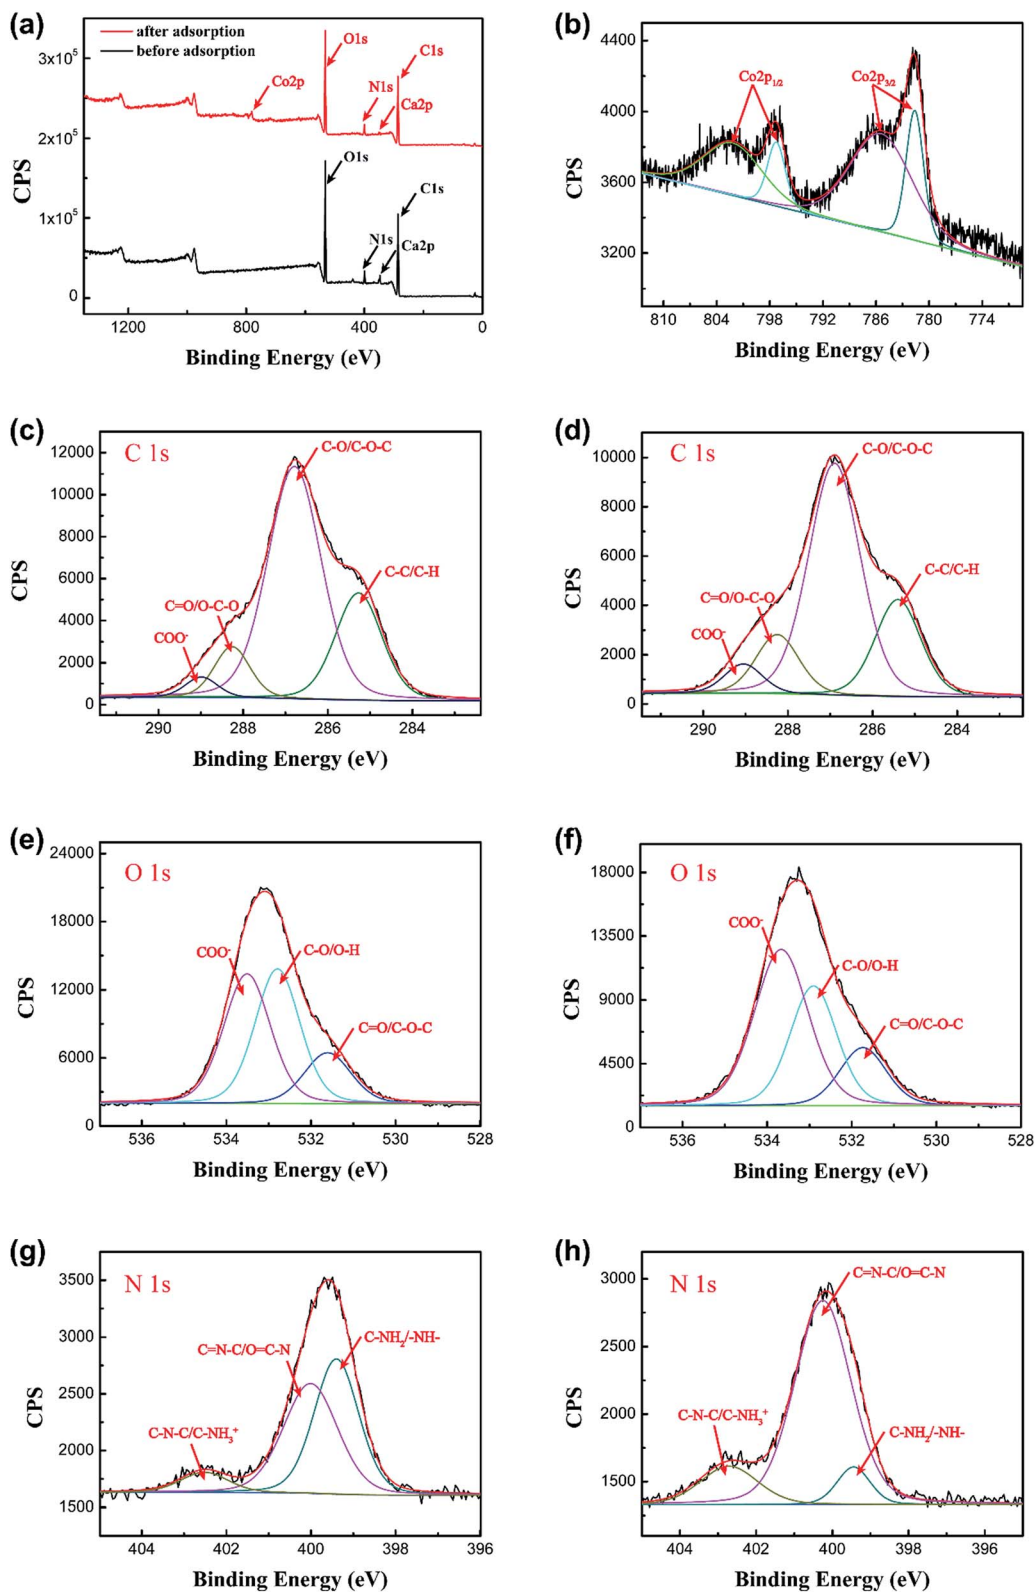 (a)
after adsorption
before adsorption
O1s
C1s
Co2p
N1s
Ca2p
O1s
C1s
N1s
Ca2p
3x10⁵
2x10⁵
1x10⁵
0
CPS
1200 800 400 0
Binding Energy (eV)
(b)
Co2p1/2
Co2p3/2
4400
4000
3600
3200
CPS
810 804 798 792 786 780 774
Binding Energy (eV)
(c)
C 1s
C-O/C-O-C
C-C/C-H
C=O/O-C-O
COO⁻
12000
10000
8000
6000
4000
2000
0
CPS
290 288 286 284
Binding Energy (eV)
(d)
C 1s
C-O/C-O-C
C-C/C-H
C=O/O-C-O
COO⁻
10000
8000
6000
4000
2000
0
CPS
290 288 286 284
Binding Energy (eV)
(e)
O 1s
COO⁻
C-O/O-H
C=O/C-O-C
24000
18000
12000
6000
0
CPS
536 534 532 530 528
Binding Energy (eV)
(f)
O 1s
COO⁻
C-O/O-H
C=O/C-O-C
18000
13500
9000
4500
0
CPS
536 534 532 530 528
Binding Energy (eV)
(g)
N 1s
C=N-C/O=C-N
C-NH₂/-NH-
C-N-C/C-NH₃⁺
3500
3000
2500
2000
1500
CPS
404 402 400 398 396
Binding Energy (eV)
(h)
N 1s
C=N-C/O=C-N
C-N-C/C-NH₃⁺
C-NH₂/-NH-
3000
2500
2000
1500
CPS
404 402 400 398 396
Binding Energy (eV)